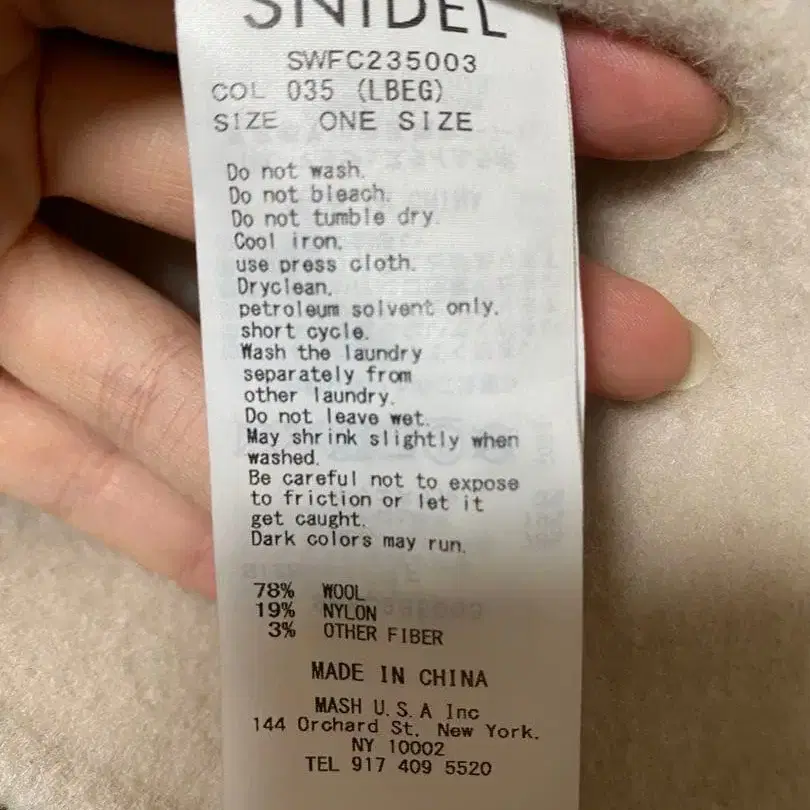 SNIDEL
SWFC235003
COL 035 (LBEG)
SIZE ONE SIZE
Do not wash.
Do not bleach.
Do not tumble dry.
Cool iron.
use press cloth.
Dryclean.
petroleum solvent only.
short cycle.
Wash the laundry
separately from
other laundry.
Do not leave wet.
May shrink slightly when
washed.
Be careful not to expose
to friction or let it
get caught.
Dark colors may run.
78% WOOL
19% NYLON
3% OTHER FIBER
MADE IN CHINA
MASH U.S.A Inc
144 Orchard St. New York.
NY 10002
TEL 917 409 5520